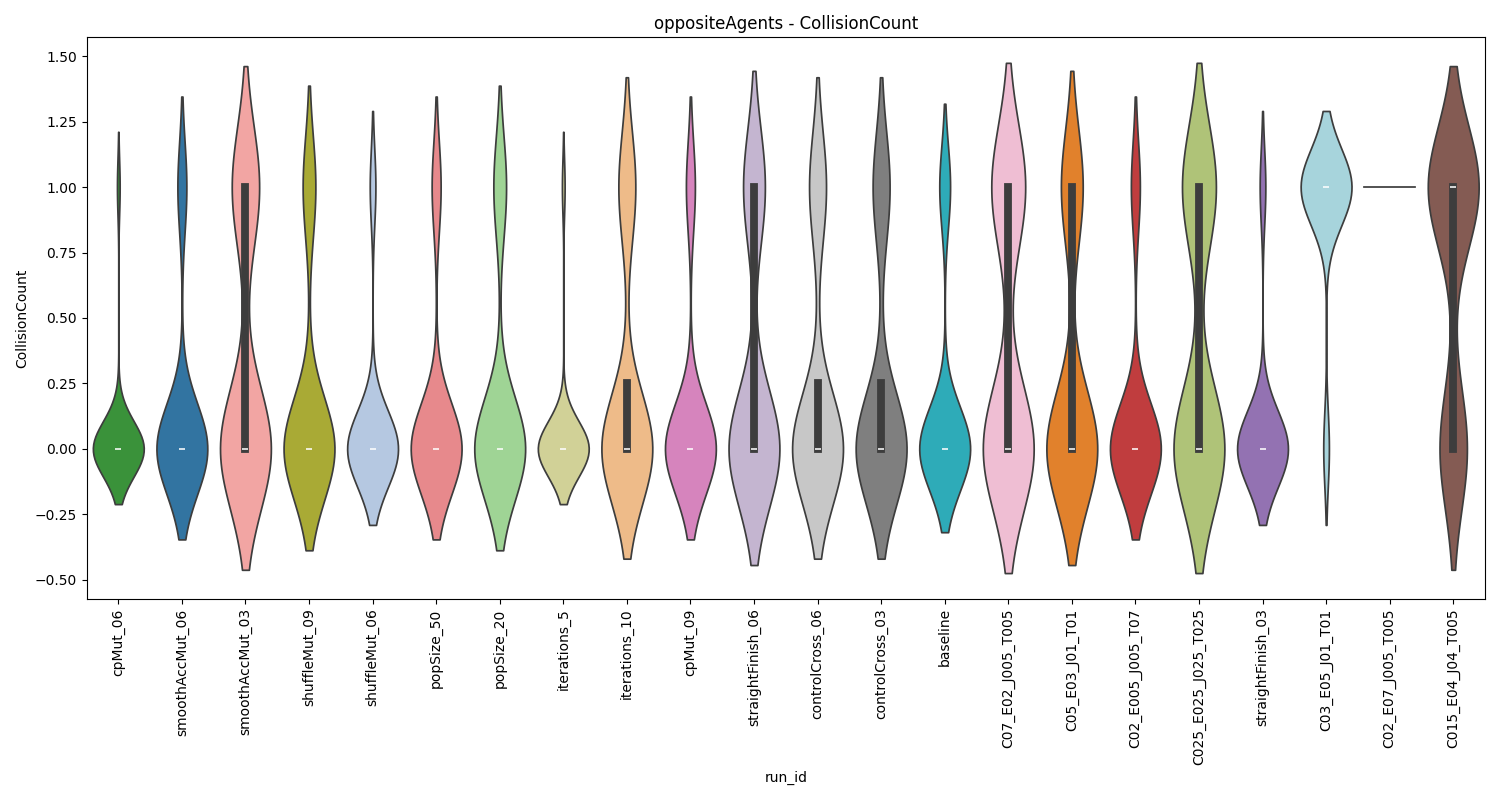 oppositeAgents - CollisionCount
1.50
1.25
1.00
0.75
0.50
0.25
0.00
−0.25
−0.50
CollisionCount
cpMut_06
smoothAccMut_06
smoothAccMut_03
shuffleMut_09
shuffleMut_06
popSize_50
popSize_20
iterations_5
iterations_10
cpMut_09
straightFinish_06
controlCross_06
controlCross_03
baseline
C07_E02_J005_T005
C05_E03_J01_T01
C02_E005_J005_T07
C025_E025_J025_T025
straightFinish_03
C03_E05_J01_T01
C02_E07_J005_T005
C015_E04_J04_T005
run_id